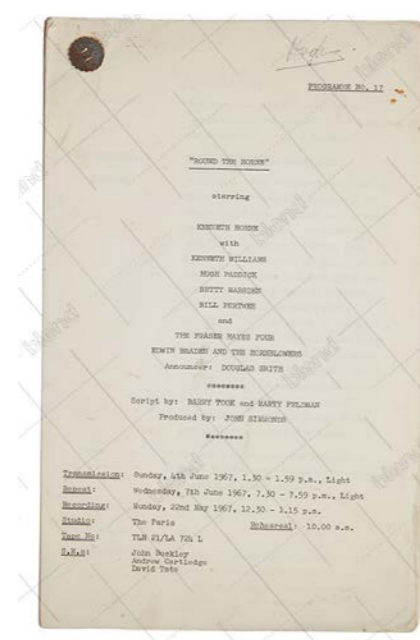 Hugh.
PROGRAMME NO. 17
"ROUND THE HORNE"
starring
KENNETH HORNE
with
KENNETH WILLIAMS
HUGH PADDICK
BETTY MARSDEN
BILL PERTWEE
and
THE FRASER HAYES FOUR
EDWIN BRADEN AND THE HORNBLOWERS
Announcer: DOUGLAS SMITH
********
Script by: BARRY TOOK and MARTY FELDMAN
Produced by: JOHN SIMMONDS
********
Transmission: Sunday, 4th June 1967, 1.30 - 1.59 p.m., Light
Repeat: Wednesday, 7th June 1967, 7.30 - 7.59 p.m., Light
Recording: Monday, 22nd May 1967, 12.30 - 1.15 p.m.
Studio: The Paris Rehearsal: 10.00 a.m.
Tape No: TLN 21/LA 724 L
S.M.s: John Buckley
Andrew Cartledge
David Tate